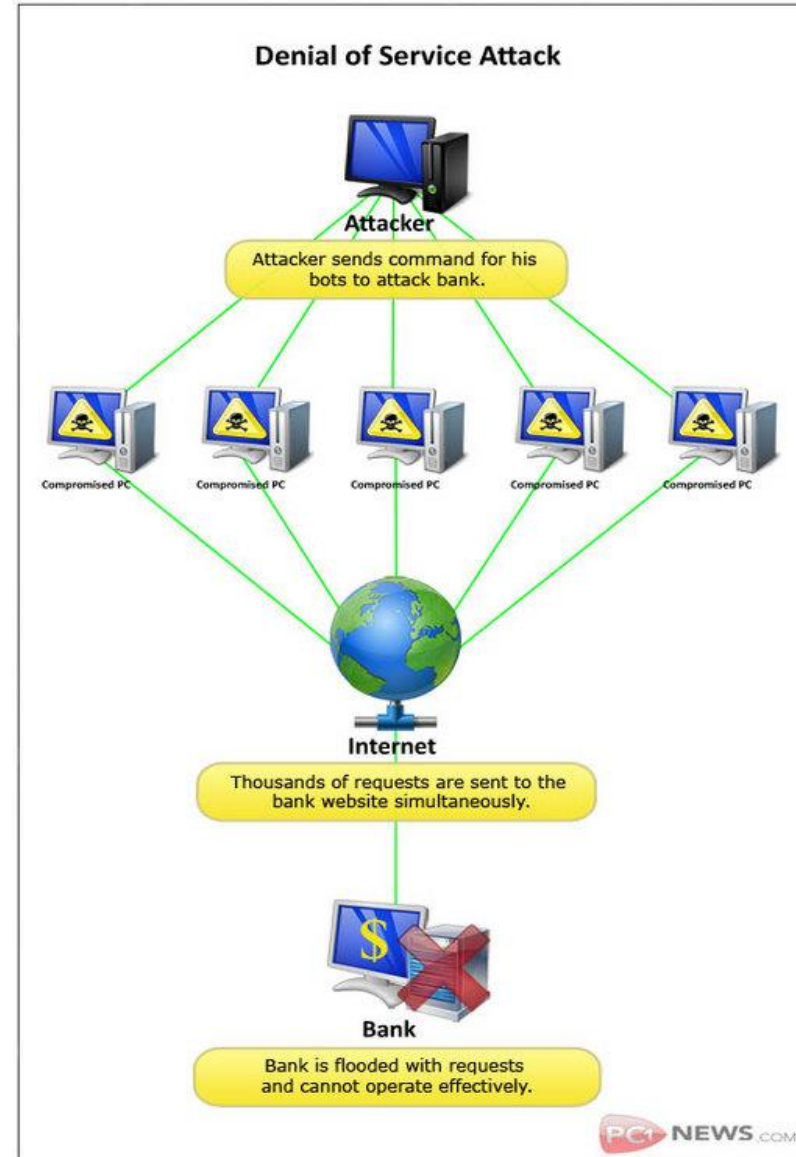 Denial of Service Attack
Attacker
Attacker sends command for his
bots to attack bank.
Compromised PC
Compromised PC
Compromised PC
Compromised PC
Compromised PC
Internet
Thousands of requests are sent to the
bank website simultaneously.
$
Bank
Bank is flooded with requests
and cannot operate effectively.
PC1 NEWS.COM